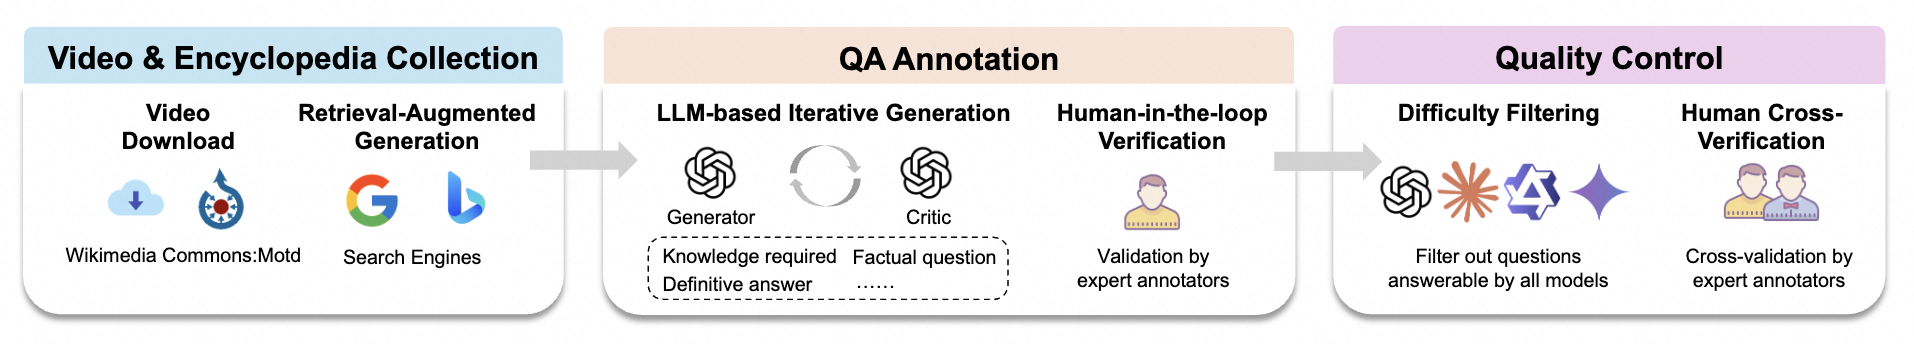 Video & Encyclopedia Collection
Video
Download
Wikimedia Commons:Motd
Retrieval-Augmented
Generation
Search Engines
QA Annotation
LLM-based Iterative Generation
Generator
Critic
Knowledge required
Factual question
Definitive answer
......
Human-in-the-loop
Verification
Validation by
expert annotators
Quality Control
Difficulty Filtering
Filter out questions
answerable by all models
Human Cross-
Verification
Cross-validation by
expert annotators